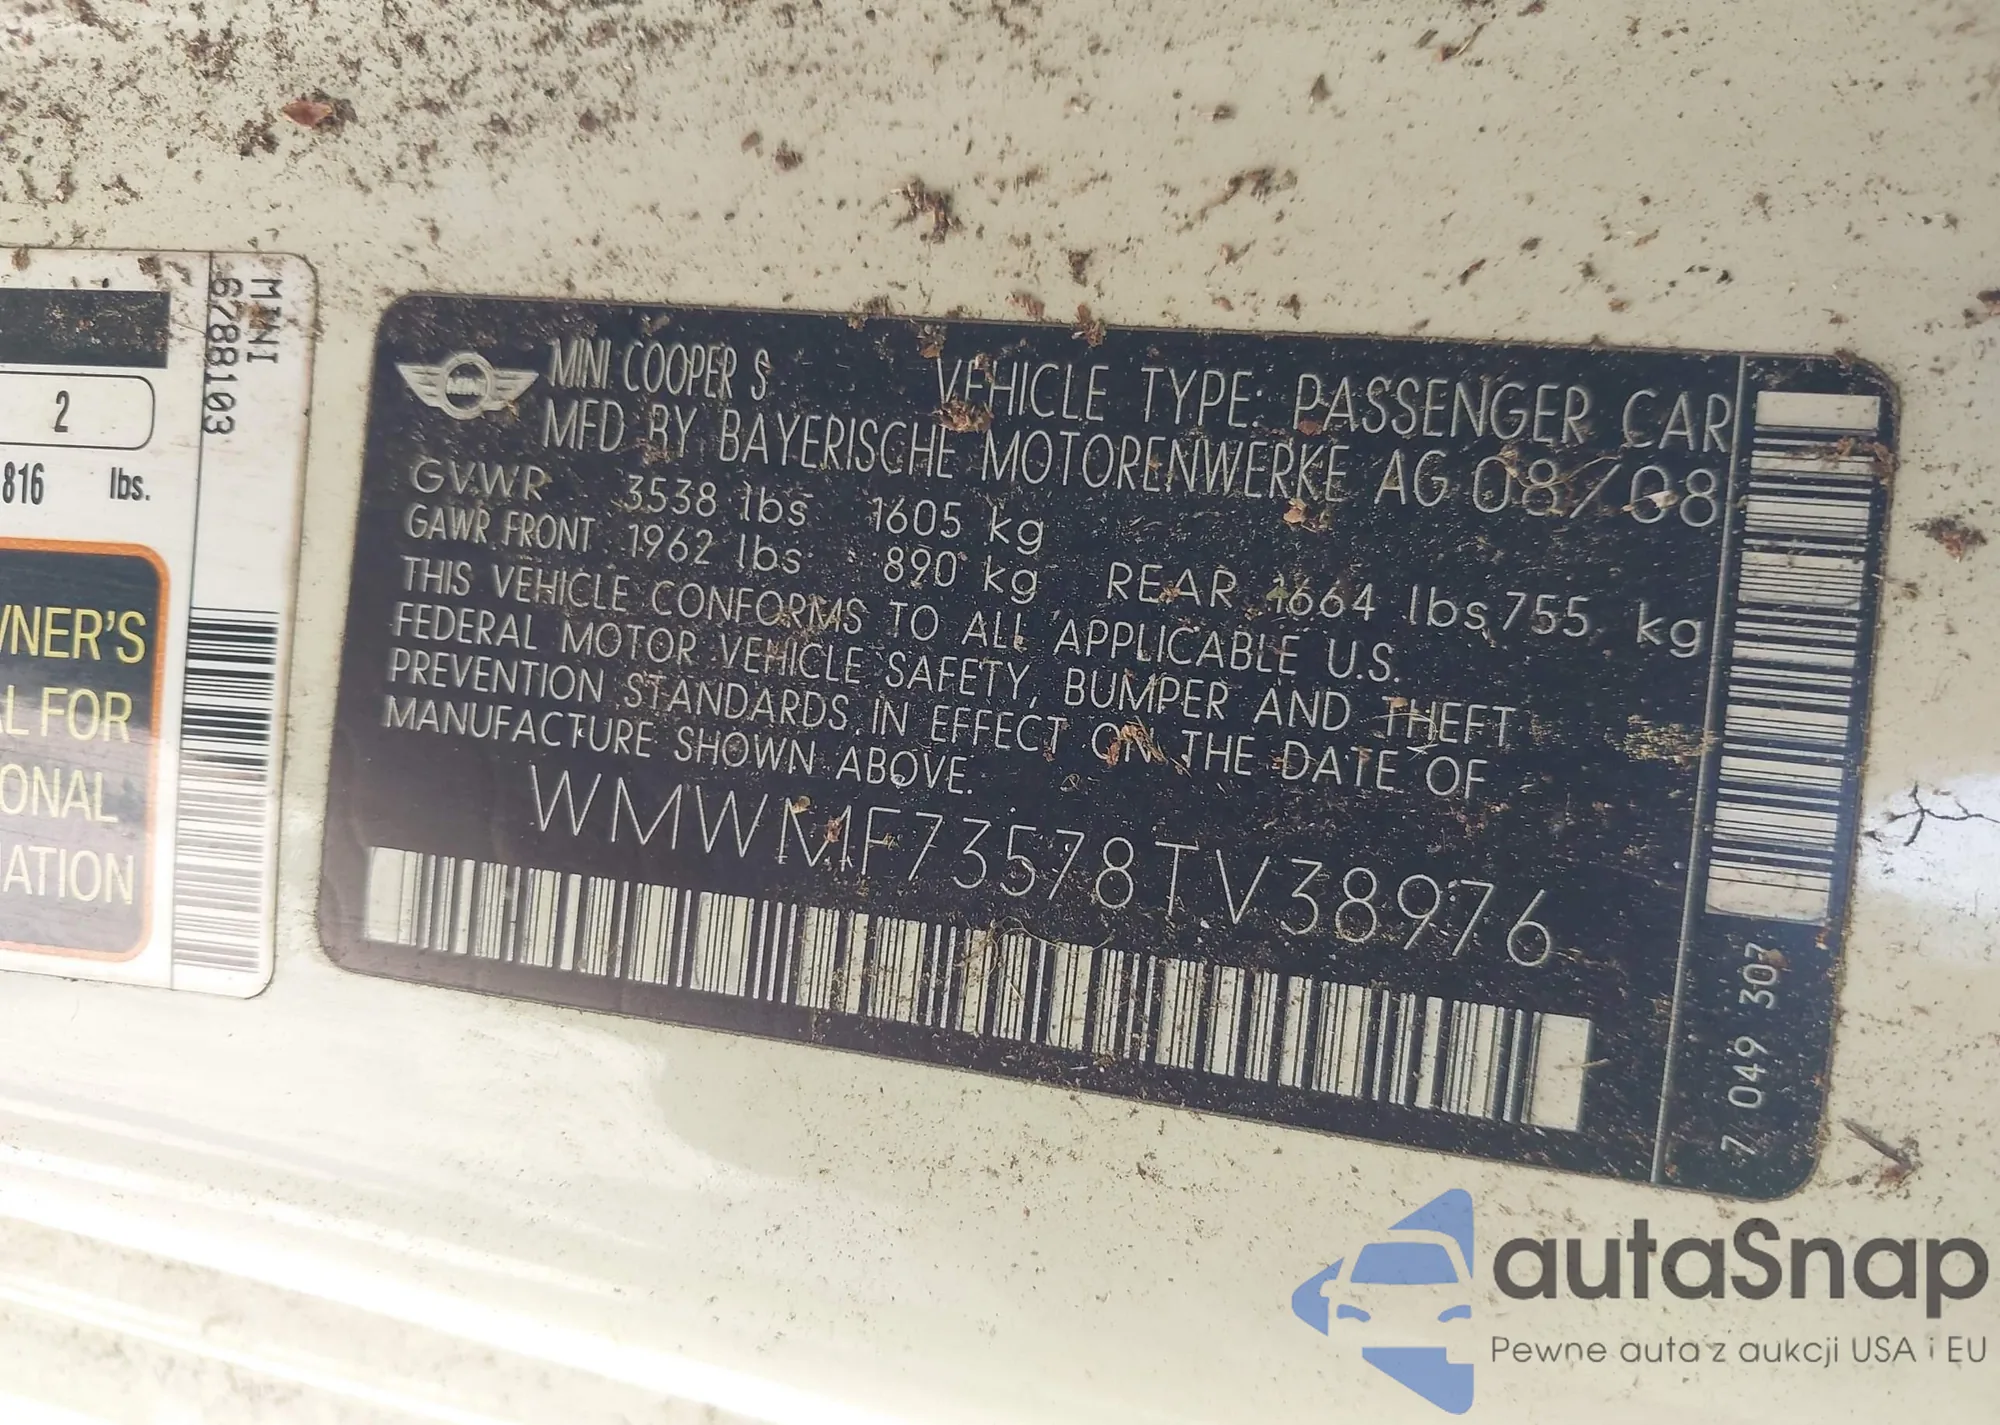 MINI
6788103
2
816 lbs.
WNER'S
AL FOR
ONAL
MATION
MINI COOPER S VEHICLE TYPE: PASSENGER CAR
MFD BY BAYERISCHE MOTORENWERKE AG 08/08
GVWR 3538 lbs 1605 kg
GAWR FRONT 1962 lbs 890 kg REAR 1664 lbs 755 kg
THIS VEHICLE CONFORMS TO ALL APPLICABLE U.S.
FEDERAL MOTOR VEHICLE SAFETY, BUMPER AND THEFT
PREVENTION STANDARDS IN EFFECT ON THE DATE OF
MANUFACTURE SHOWN ABOVE.
WMWMF73578TV38976
7 049 307
autaSnap
Pewne auta z aukcji USA i EU